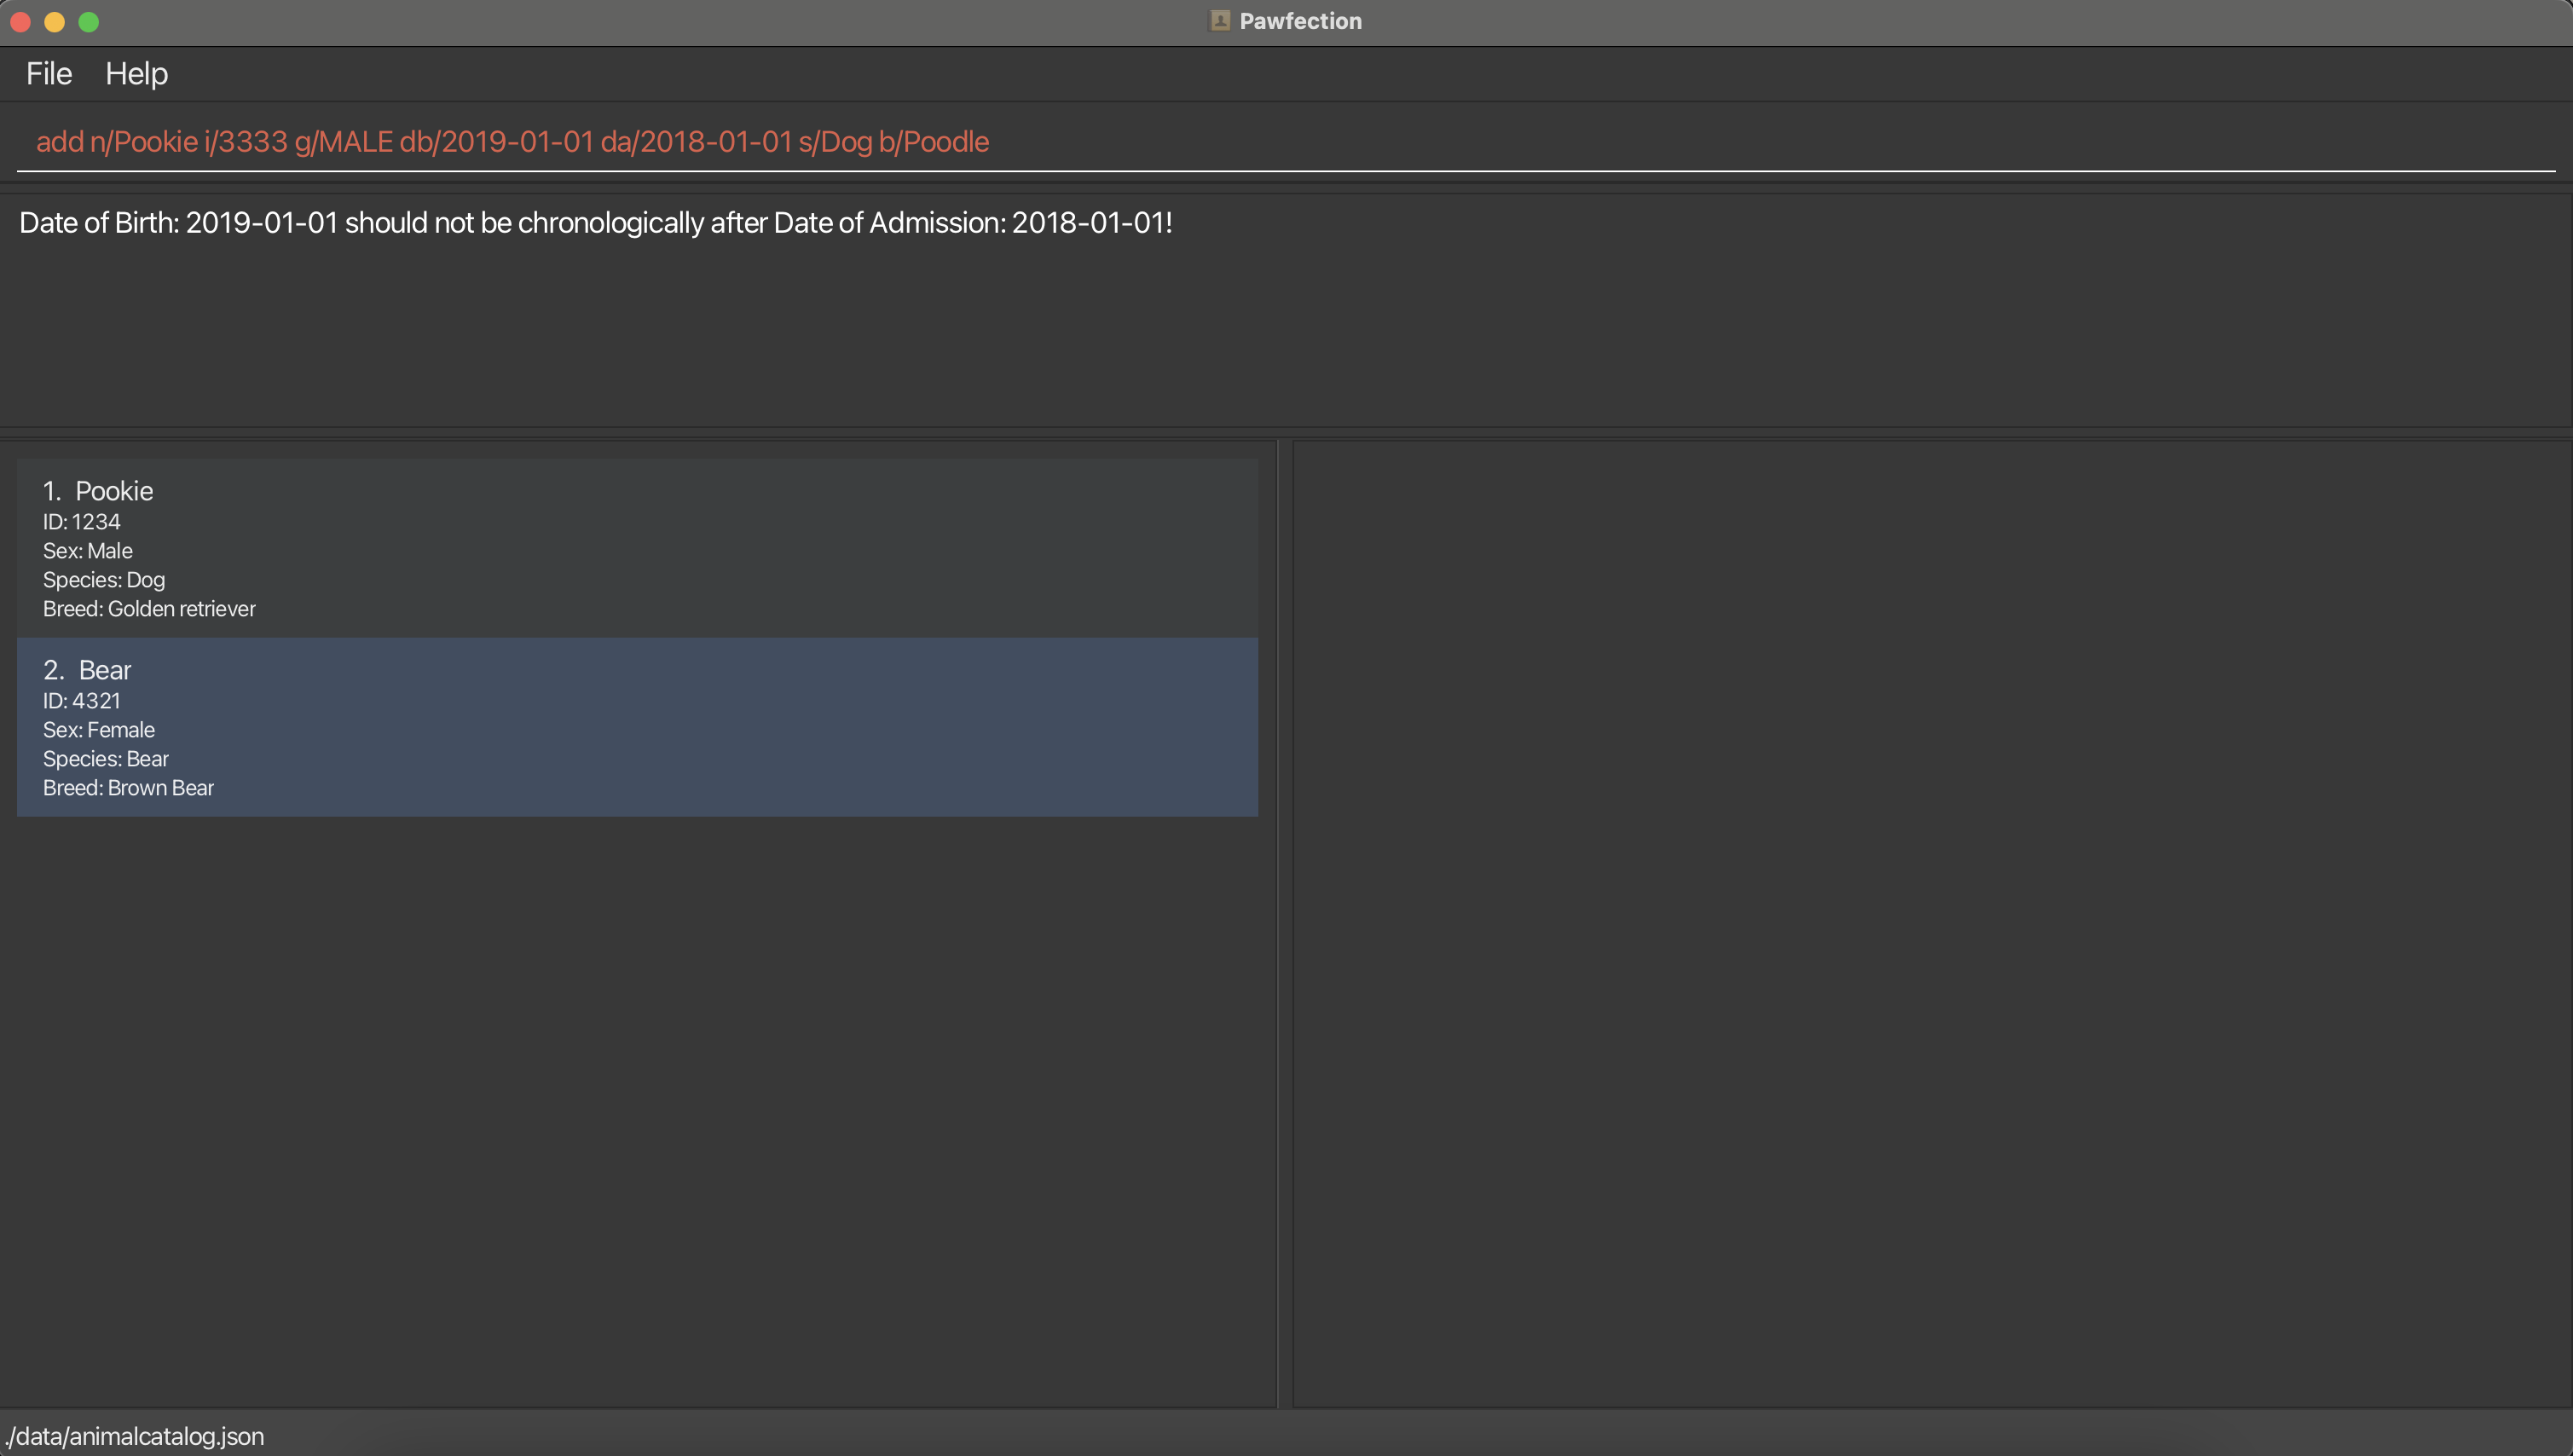 Pawfection
File Help
add n/Pookie i/3333 g/MALE db/2019-01-01 da/2018-01-01 s/Dog b/Poodle
Date of Birth: 2019-01-01 should not be chronologically after Date of Admission: 2018-01-01!
1. Pookie
ID: 1234
Sex: Male
Species: Dog
Breed: Golden retriever
2. Bear
ID: 4321
Sex: Female
Species: Bear
Breed: Brown Bear
./data/animalcatalog.json